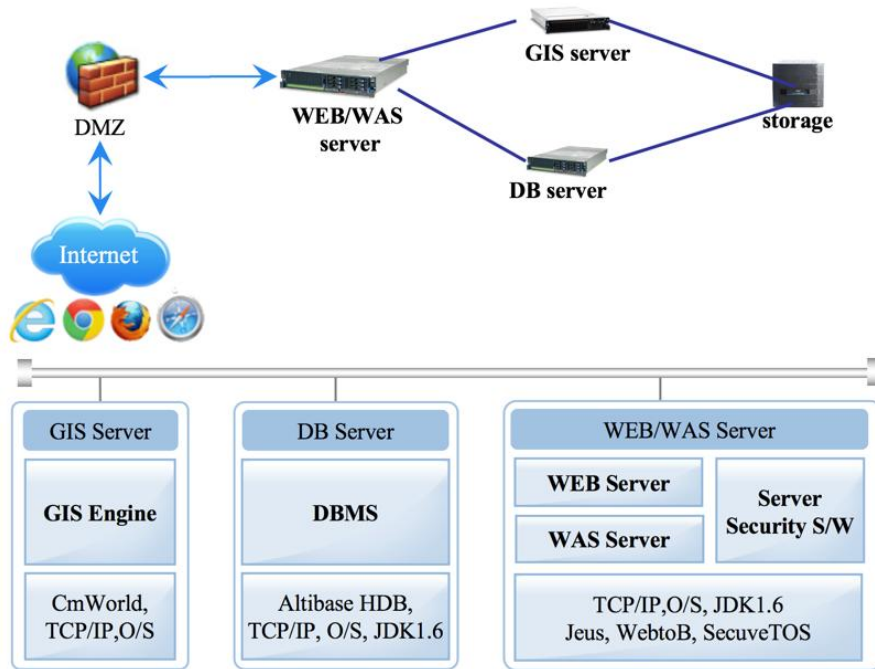 GIS server
DMZ
WEB/WAS
server
storage
DB server
Internet
GIS Server
GIS Engine
CmWorld,
TCP/IP,O/S
DB Server
DBMS
Altibase HDB,
TCP/IP, O/S, JDK1.6
WEB/WAS Server
WEB Server
WAS Server
Server
Security S/W
TCP/IP,O/S, JDK1.6
Jeus, WebtoB, SecuveTOS